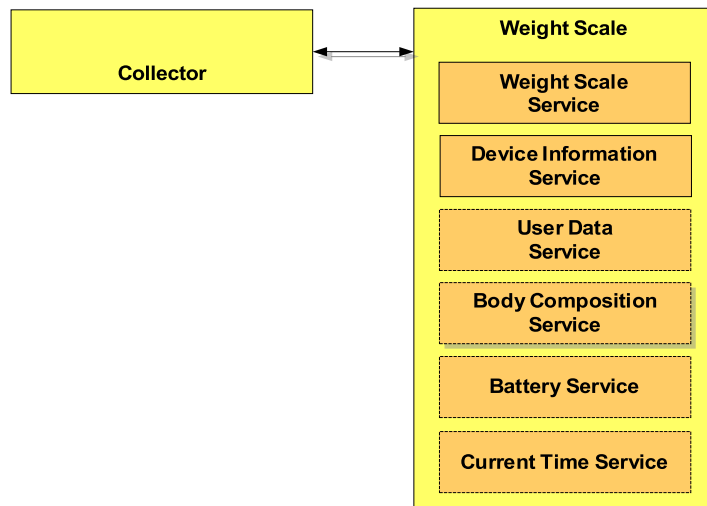 Collector
Weight Scale
Weight Scale
Service
Device Information
Service
User Data
Service
Body Composition
Service
Battery Service
Current Time Service